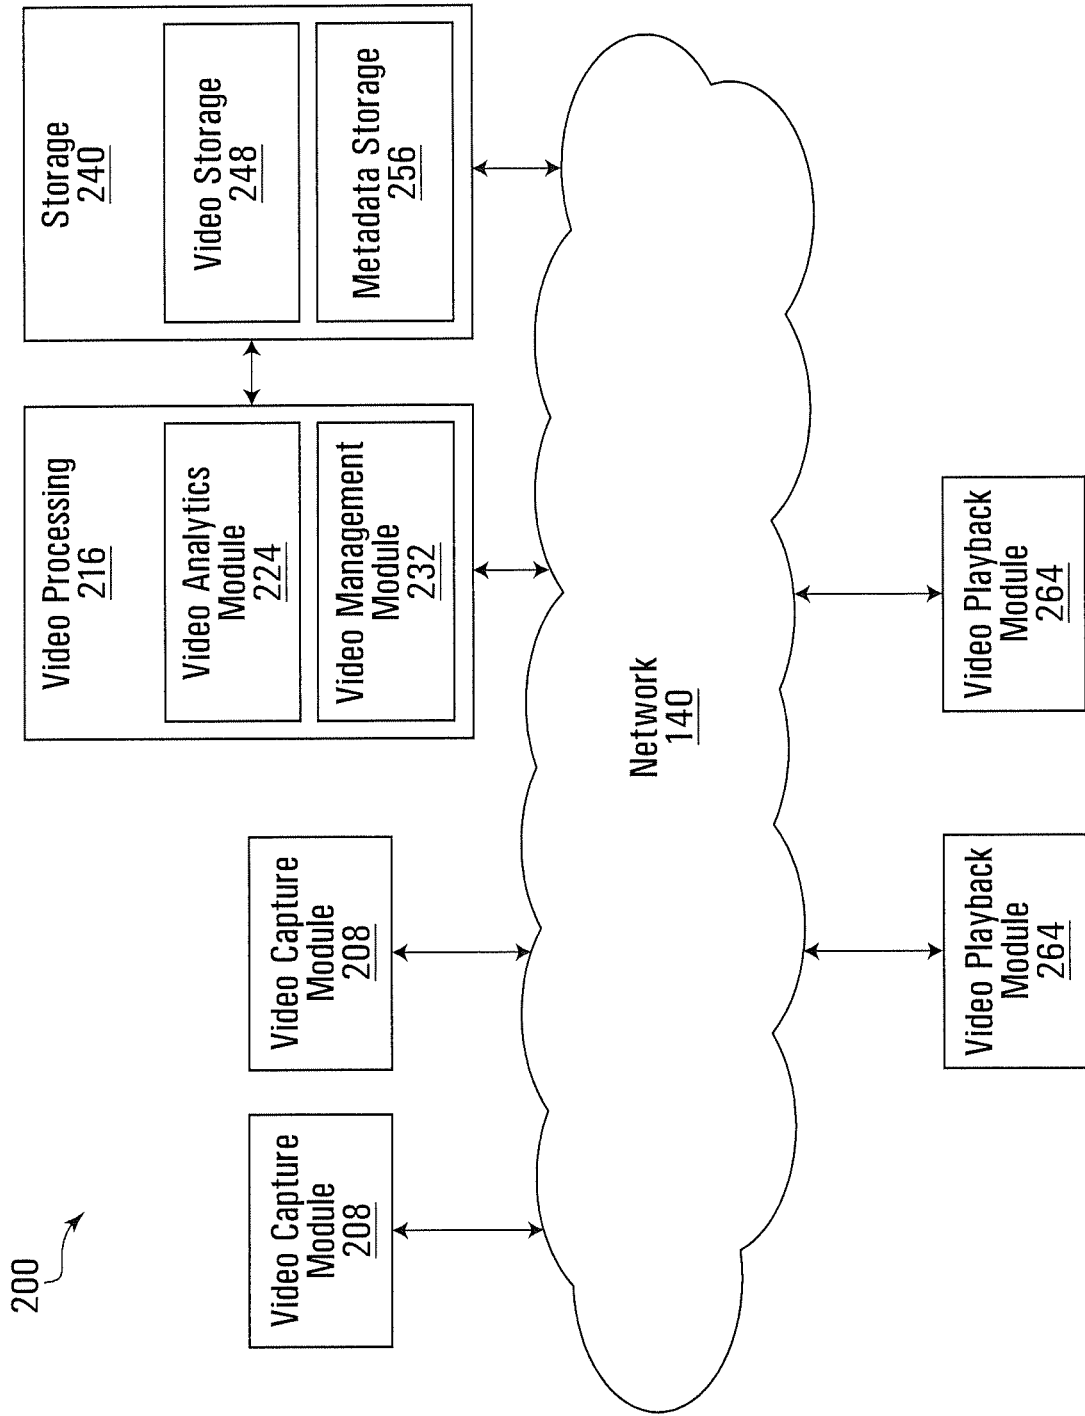 200
Video Capture
Module
208
Video Capture
Module
208
Video Processing
216
Video Analytics
Module
224
Video Management
Module
232
Storage
240
Video Storage
248
Metadata Storage
256
Network
140
Video Playback
Module
264
Video Playback
Module
264